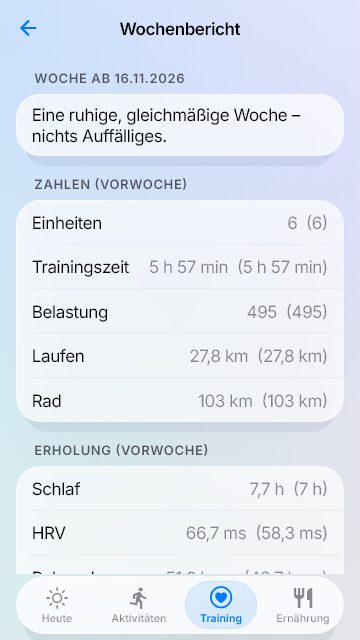 Wochenbericht
WOCHE AB 16.11.2026
Eine ruhige, gleichmäßige Woche –
nichts Auffälliges.
ZAHLEN (VORWOCHE)
Einheiten 6 (6)
Trainingszeit 5 h 57 min (5 h 57 min)
Belastung 495 (495)
Laufen 27,8 km (27,8 km)
Rad 103 km (103 km)
ERHOLUNG (VORWOCHE)
Schlaf 7,7 h (7 h)
HRV 66,7 ms (58,3 ms)
Heute Aktivitäten Training Ernährung